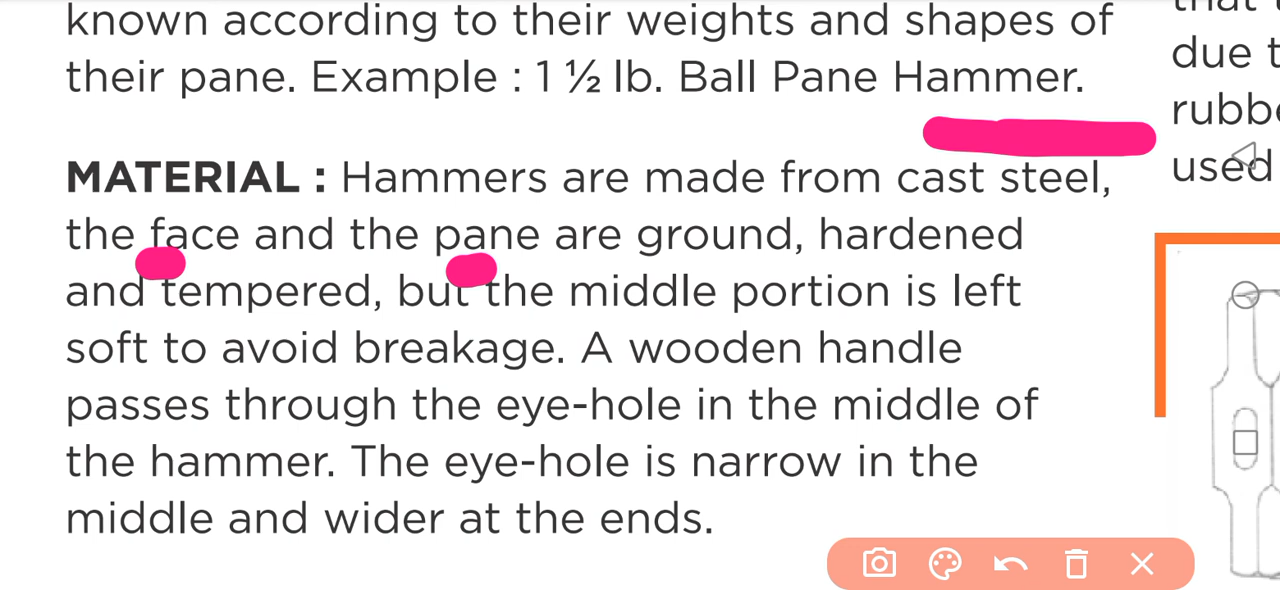 known according to their weights and shapes of
their pane. Example : 1 ½ lb. Ball Pane Hammer.
MATERIAL : Hammers are made from cast steel,
the face and the pane are ground, hardened
and tempered, but the middle portion is left
soft to avoid breakage. A wooden handle
passes through the eye-hole in the middle of
the hammer. The eye-hole is narrow in the
middle and wider at the ends.
due
used